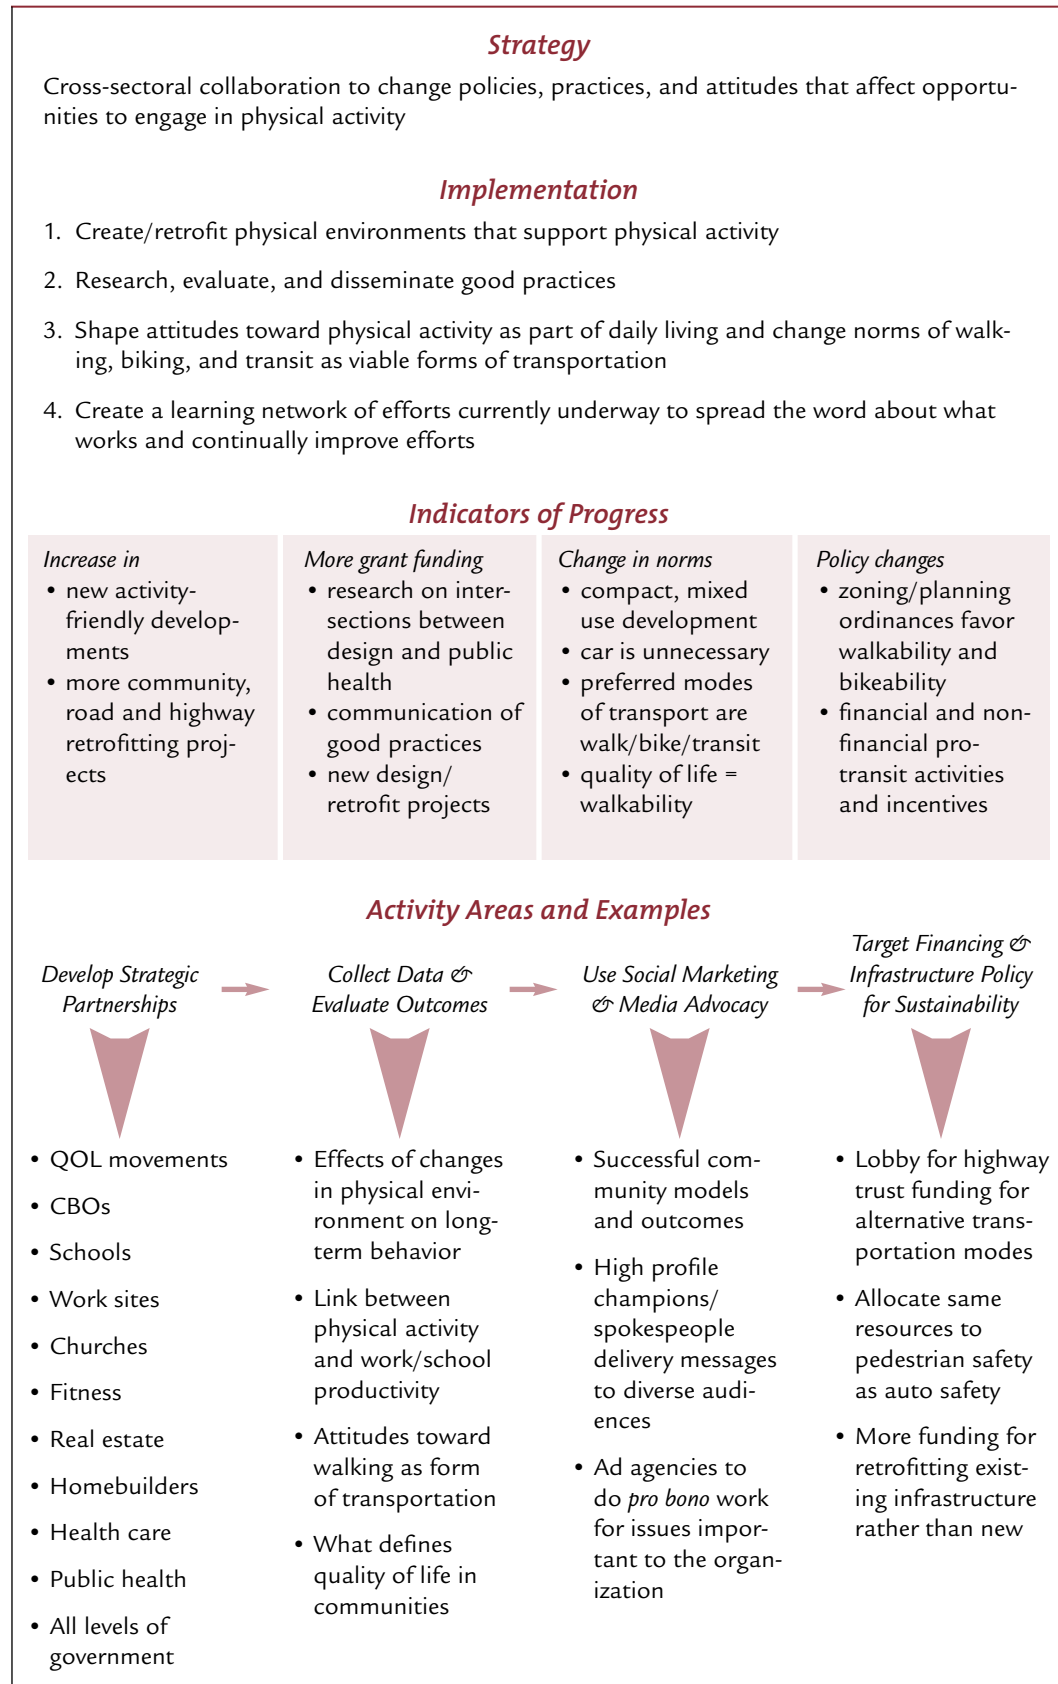 Strategy
Cross-sectoral collaboration to change policies, practices, and attitudes that affect opportu-
nities to engage in physical activity
Implementation
1. Create/retrofit physical environments that support physical activity
2. Research, evaluate, and disseminate good practices
3. Shape attitudes toward physical activity as part of daily living and change norms of walk-
ing, biking, and transit as viable forms of transportation
4. Create a learning network of efforts currently underway to spread the word about what
works and continually improve efforts
Indicators of Progress
Increase in
• new activity-
friendly develop-
ments
• more community,
road and highway
retrofitting proj-
ects
More grant funding
• research on inter-
sections between
design and public
health
• communication of
good practices
• new design/
retrofit projects
Change in norms
• compact, mixed
use development
• car is unnecessary
• preferred modes
of transport are
walk/bike/transit
• quality of life =
walkability
Policy changes
• zoning/planning
ordinances favor
walkability and
bikeability
• financial and non-
financial pro-
transit activities
and incentives
Activity Areas and Examples
Develop Strategic
Partnerships
• QOL movements
• CBOs
• Schools
• Work sites
• Churches
• Fitness
• Real estate
• Homebuilders
• Health care
• Public health
• All levels of
government
Collect Data &
Evaluate Outcomes
• Effects of changes
in physical envi-
ronment on long-
term behavior
• Link between
physical activity
and work/school
productivity
• Attitudes toward
walking as form
of transportation
• What defines
quality of life in
communities
Use Social Marketing
& Media Advocacy
• Successful com-
munity models
and outcomes
• High profile
champions/
spokespeople
delivery messages
to diverse audi-
ences
• Ad agencies to
do pro bono work
for issues impor-
tant to the organ-
ization
Target Financing &
Infrastructure Policy
for Sustainability
• Lobby for highway
trust funding for
alternative trans-
portation modes
• Allocate same
resources to
pedestrian safety
as auto safety
• More funding for
retrofitting exist-
ing infrastructure
rather than new